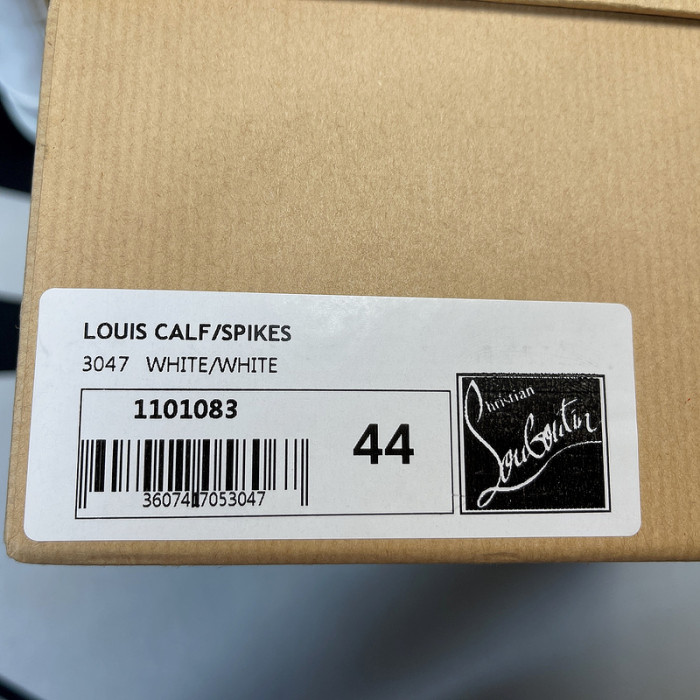 LOUIS CALF/SPIKES
3047 WHITE/WHITE
1101083
44
3607417053047
Christian
Louboutin